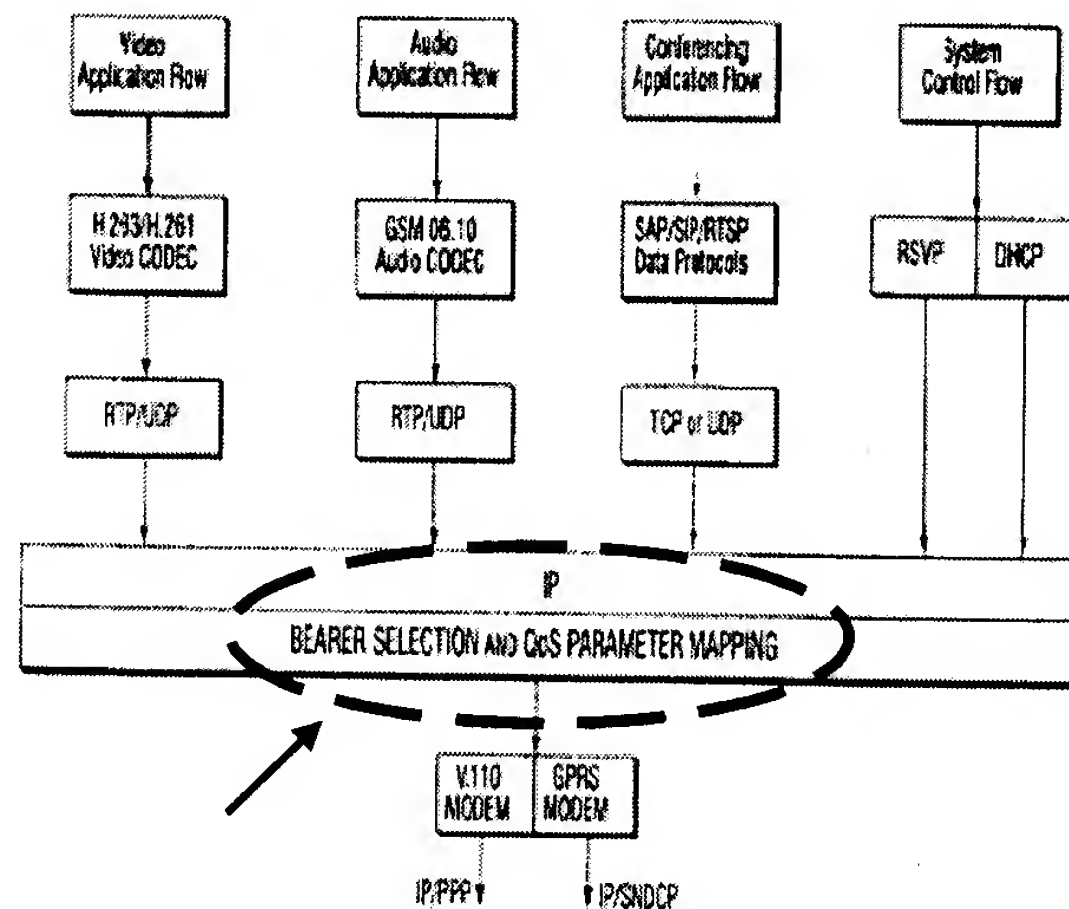 Video
Application Flow
Audio
Application Flow
Conferencing
Application Flow
System
Control Flow
H.263/H.261
Video CODEC
GSM 06.10
Audio CODEC
SAP/SIP/RTSP
Data Protocols
RSVP
DHCP
RTP/UDP
RTP/UDP
TCP or UDP
IP
BEARER SELECTION AND QoS PARAMETER MAPPING
V.110
MODEM
GPRS
MODEM
IP/PPP
IP/SNDCP